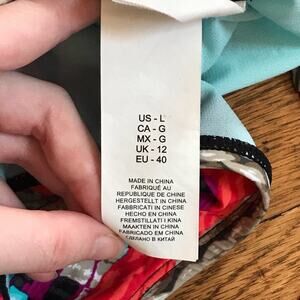 US - L
CA - G
MX - G
UK - 12
EU - 40
MADE IN CHINA
FABRIQUÉ AU
REPUBLIQUE DE CHINE
HERGESTELLT IN CHINA
FABBRICATI IN CINESE
HECHO EN CHINA
FREMSTILLATI I KINA
MAAKTEN IN CHINA
FABRICADO EM CHINA
СДЕЛАНО В КИТАЙ